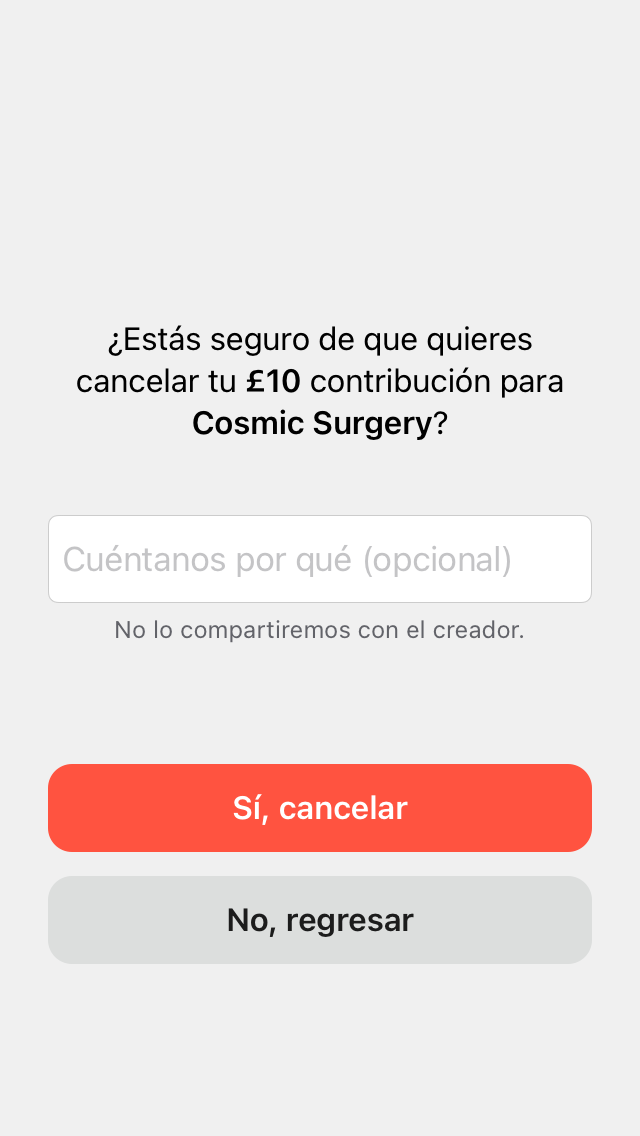 ¿Estás seguro de que quieres
cancelar tu £10 contribución para
Cosmic Surgery?
Cuéntanos por qué (opcional)
No lo compartiremos con el creador.
Sí, cancelar
No, regresar